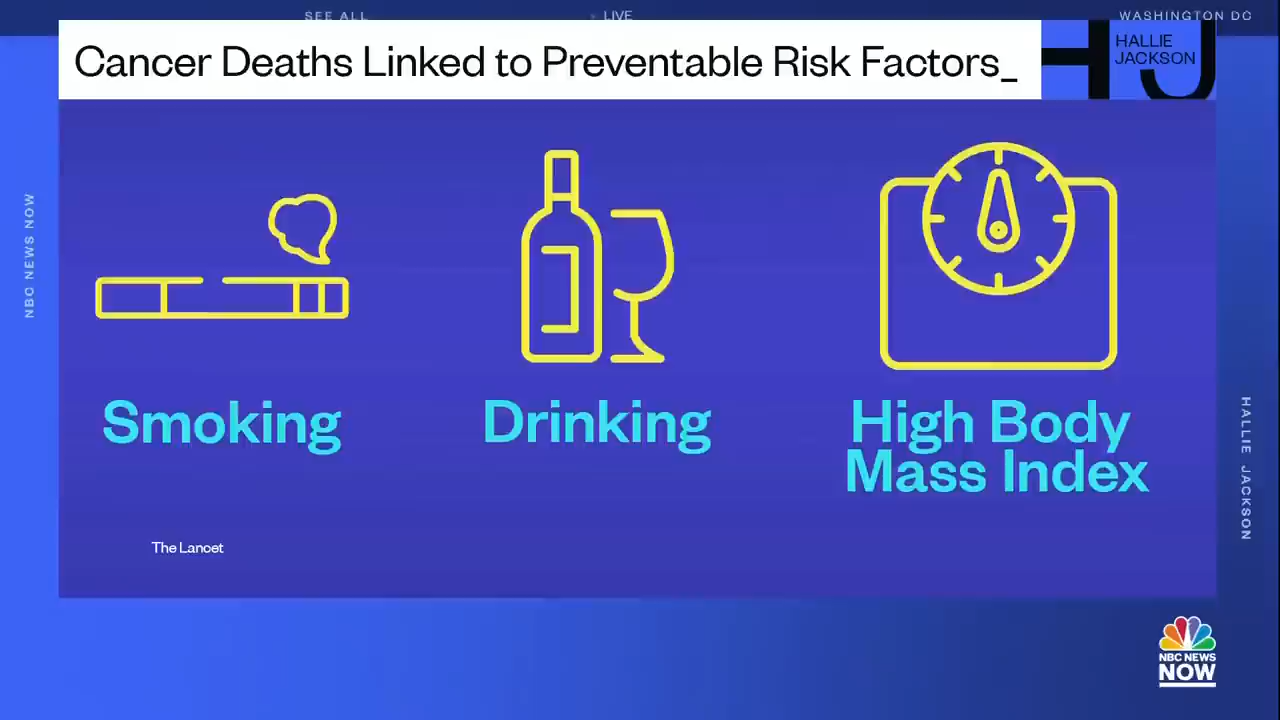 SEE ALL
LIVE
WASHINGTON DC
Cancer Deaths Linked to Preventable Risk Factors_
HJ
HALLIE
JACKSON
NBC NEWS NOW
Smoking
Drinking
High Body
Mass Index
HALLIE JACKSON
The Lancet
NBC NEWS
NOW